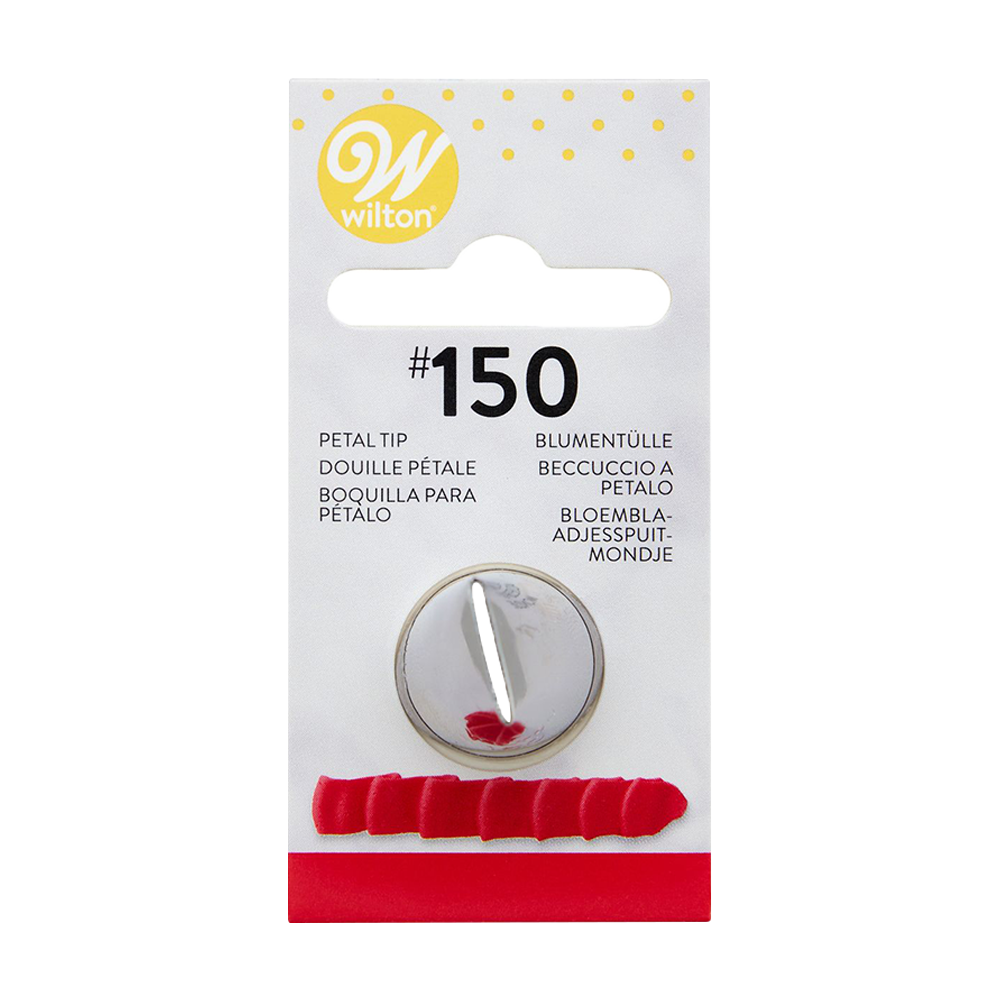 W
wilton®
#150
PETAL TIP
DOUILLE PÉTALE
BOQUILLA PARA
PÉTALO
BLUMENTÜLLE
BECCUCCIO A
PETALO
BLOEMBLA-
ADJESSPUIT-
MONDJE